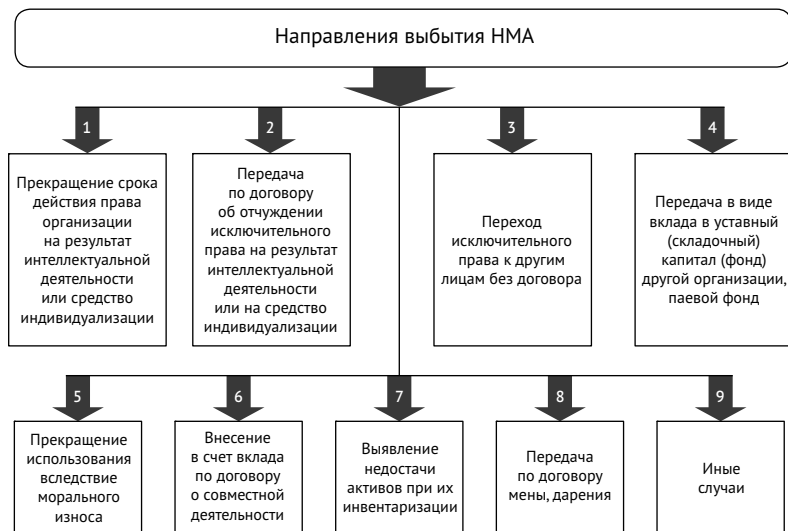 Направления выбытия НМА
1
Прекращение срока
действия права
организации
на результат
интеллектуальной
деятельности
или средство
индивидуализации
2
Передача
по договору
об отчуждении
исключительного
права на результат
интеллектуальной
деятельности
или на средство
индивидуализации
3
Переход
исключительного
права к другим
лицам без договора
4
Передача в виде
вклада в уставный
(складочный)
капитал (фонд)
другой организации,
паевой фонд
5
Прекращение
использования
вследствие
морального
износа
6
Внесение
в счет вклада
по договору
о совместной
деятельности
7
Выявление
недостачи
активов при их
инвентаризации
8
Передача
по договору
мены, дарения
9
Иные
случаи